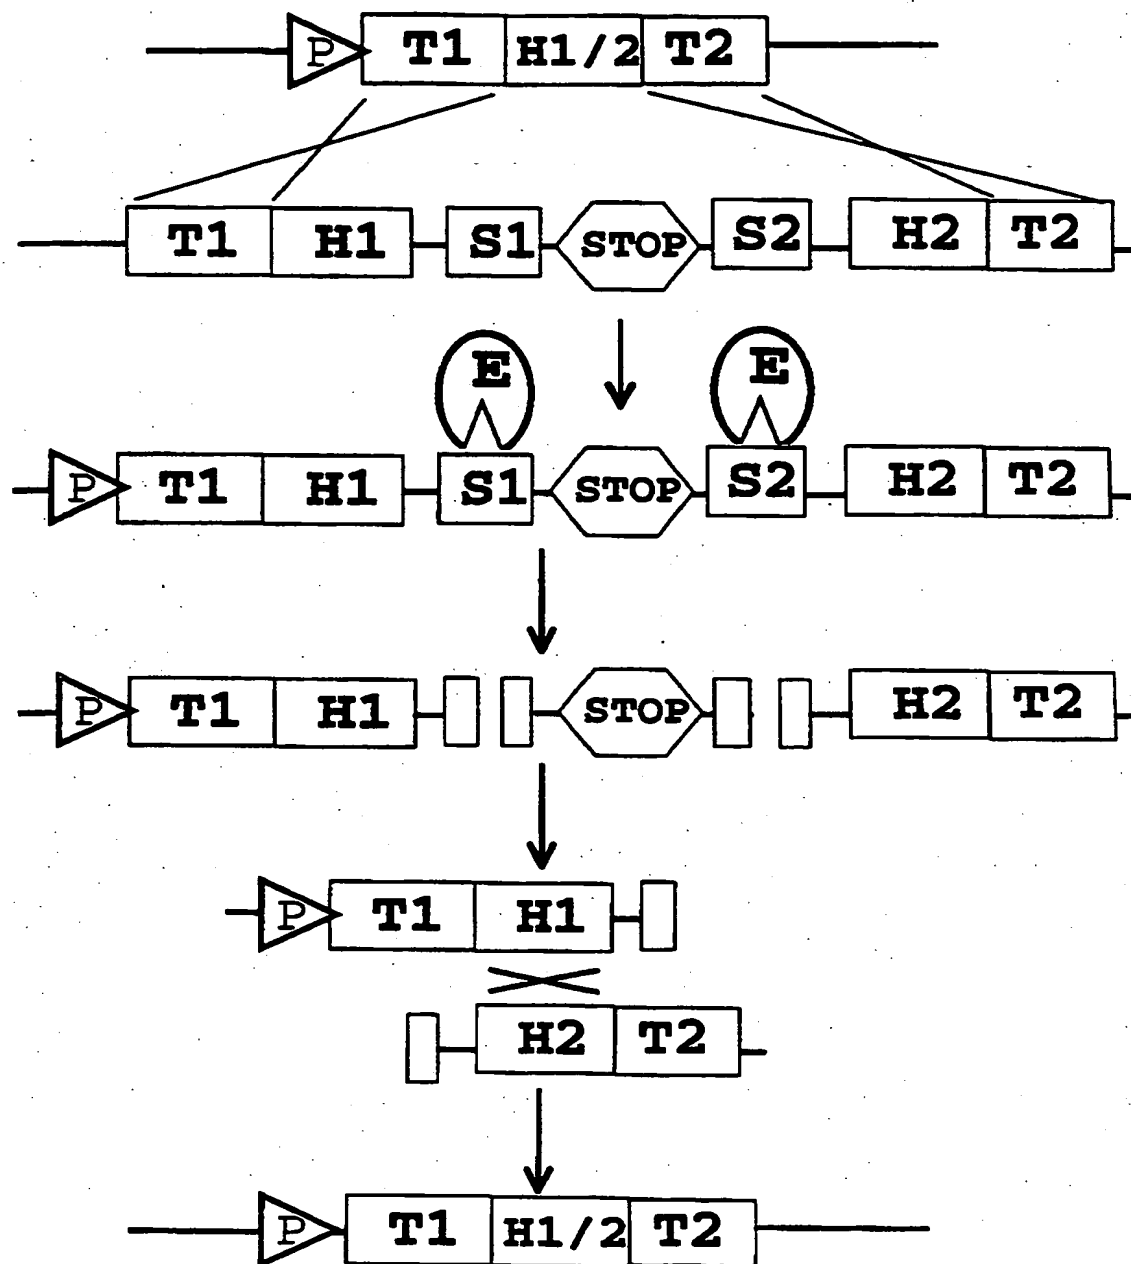 P T1 H1/2 T2
T1 H1 S1 STOP S2 H2 T2
E E
P T1 H1 S1 STOP S2 H2 T2
P T1 H1 STOP H2 T2
P T1 H1
H2 T2
P T1 H1/2 T2